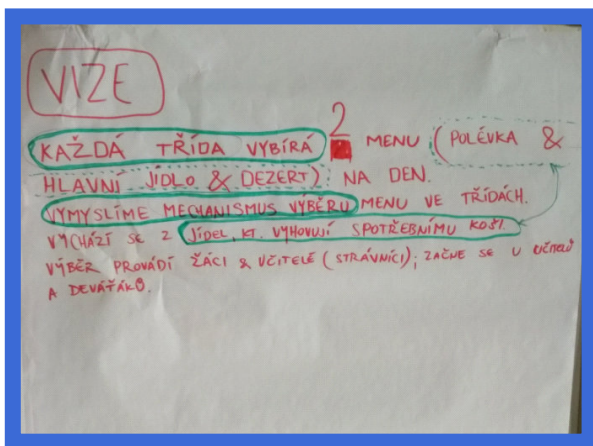 VIZE
KAŽDÁ TŘÍDA VYBÍRÁ 2 MENU (POLÉVKA &
HLAVNÍ JÍDLO & DEZERT) NA DEN.
VYMYSLÍME MECHANISMUS VÝBĚRU MENU VE TŘÍDÁCH.
VYCHÁZÍ SE Z JÍDEL, KT. VYHOVUJÍ SPOTŘEBNÍMU KOŠI.
VÝBĚR PROVÁDÍ ŽÁCI & UČITELÉ (STRÁVNÍCI); ZAČNE SE U UČITELŮ
A DEVÁŤÁKŮ.